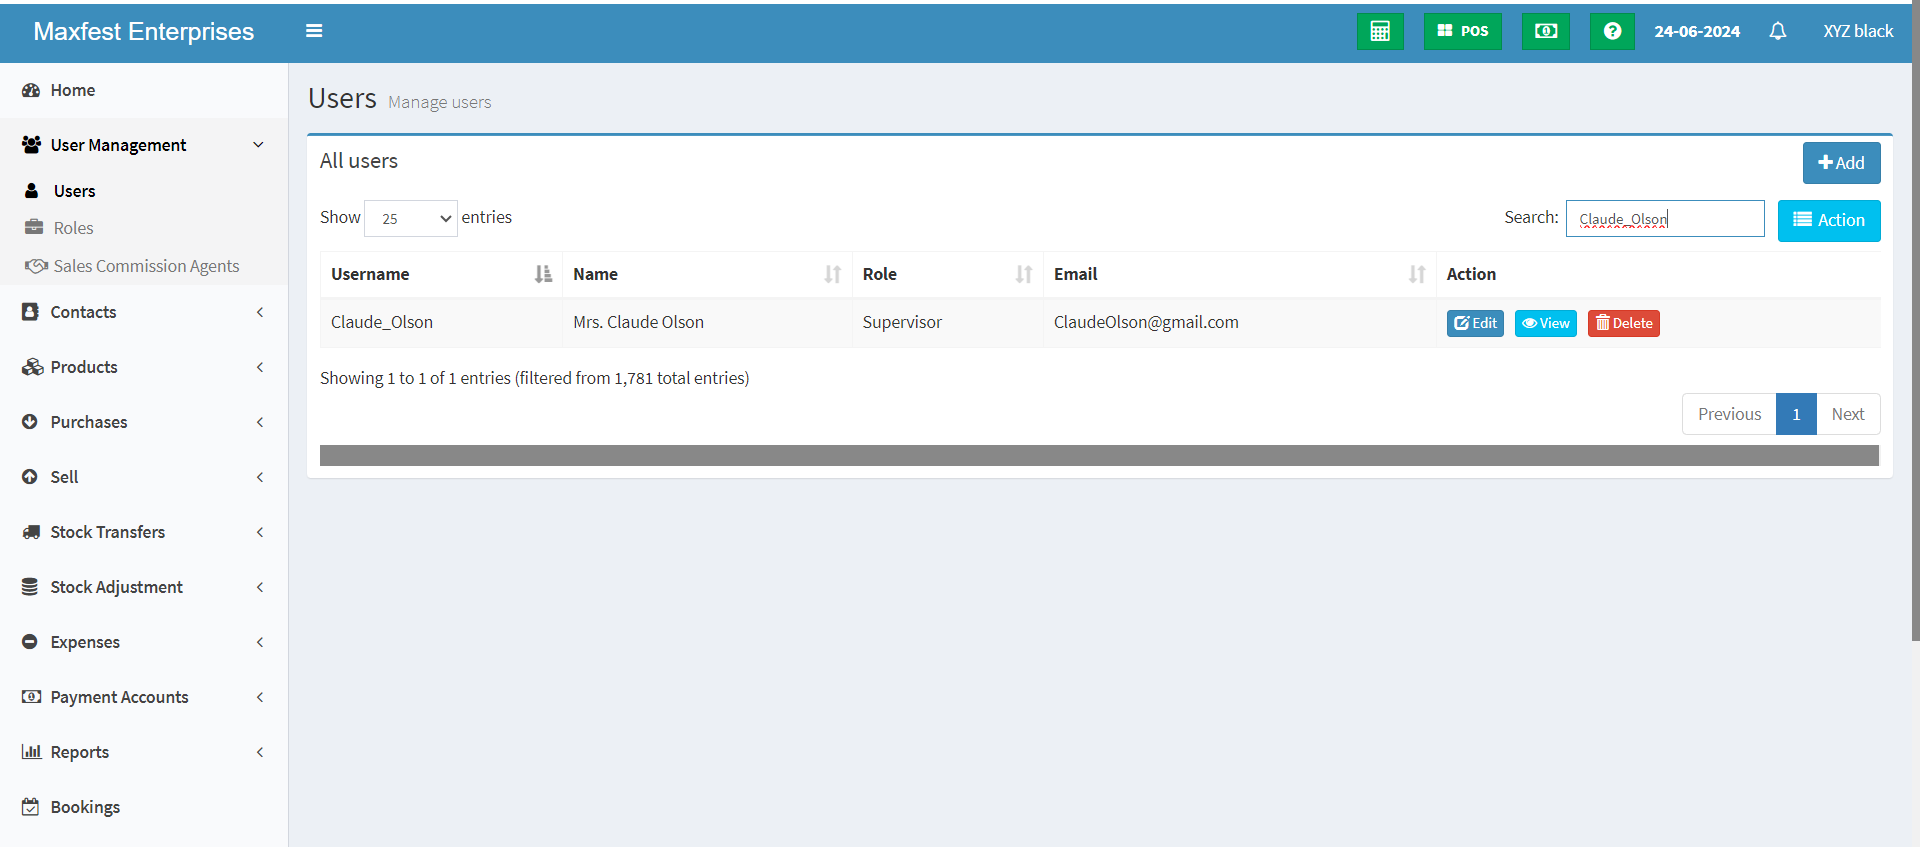 Maxfest Enterprises
POS
24-06-2024
XYZ black
Home
User Management
Users
Roles
Sales Commission Agents
Contacts
Products
Purchases
Sell
Stock Transfers
Stock Adjustment
Expenses
Payment Accounts
Reports
Bookings
Users Manage users
All users
Add
Show 25 entries
Search: Claude_Olson
Action
Username Name Role Email Action
Claude_Olson Mrs. Claude Olson Supervisor ClaudeOlson@gmail.com Edit View Delete
Showing 1 to 1 of 1 entries (filtered from 1,781 total entries)
Previous 1 Next